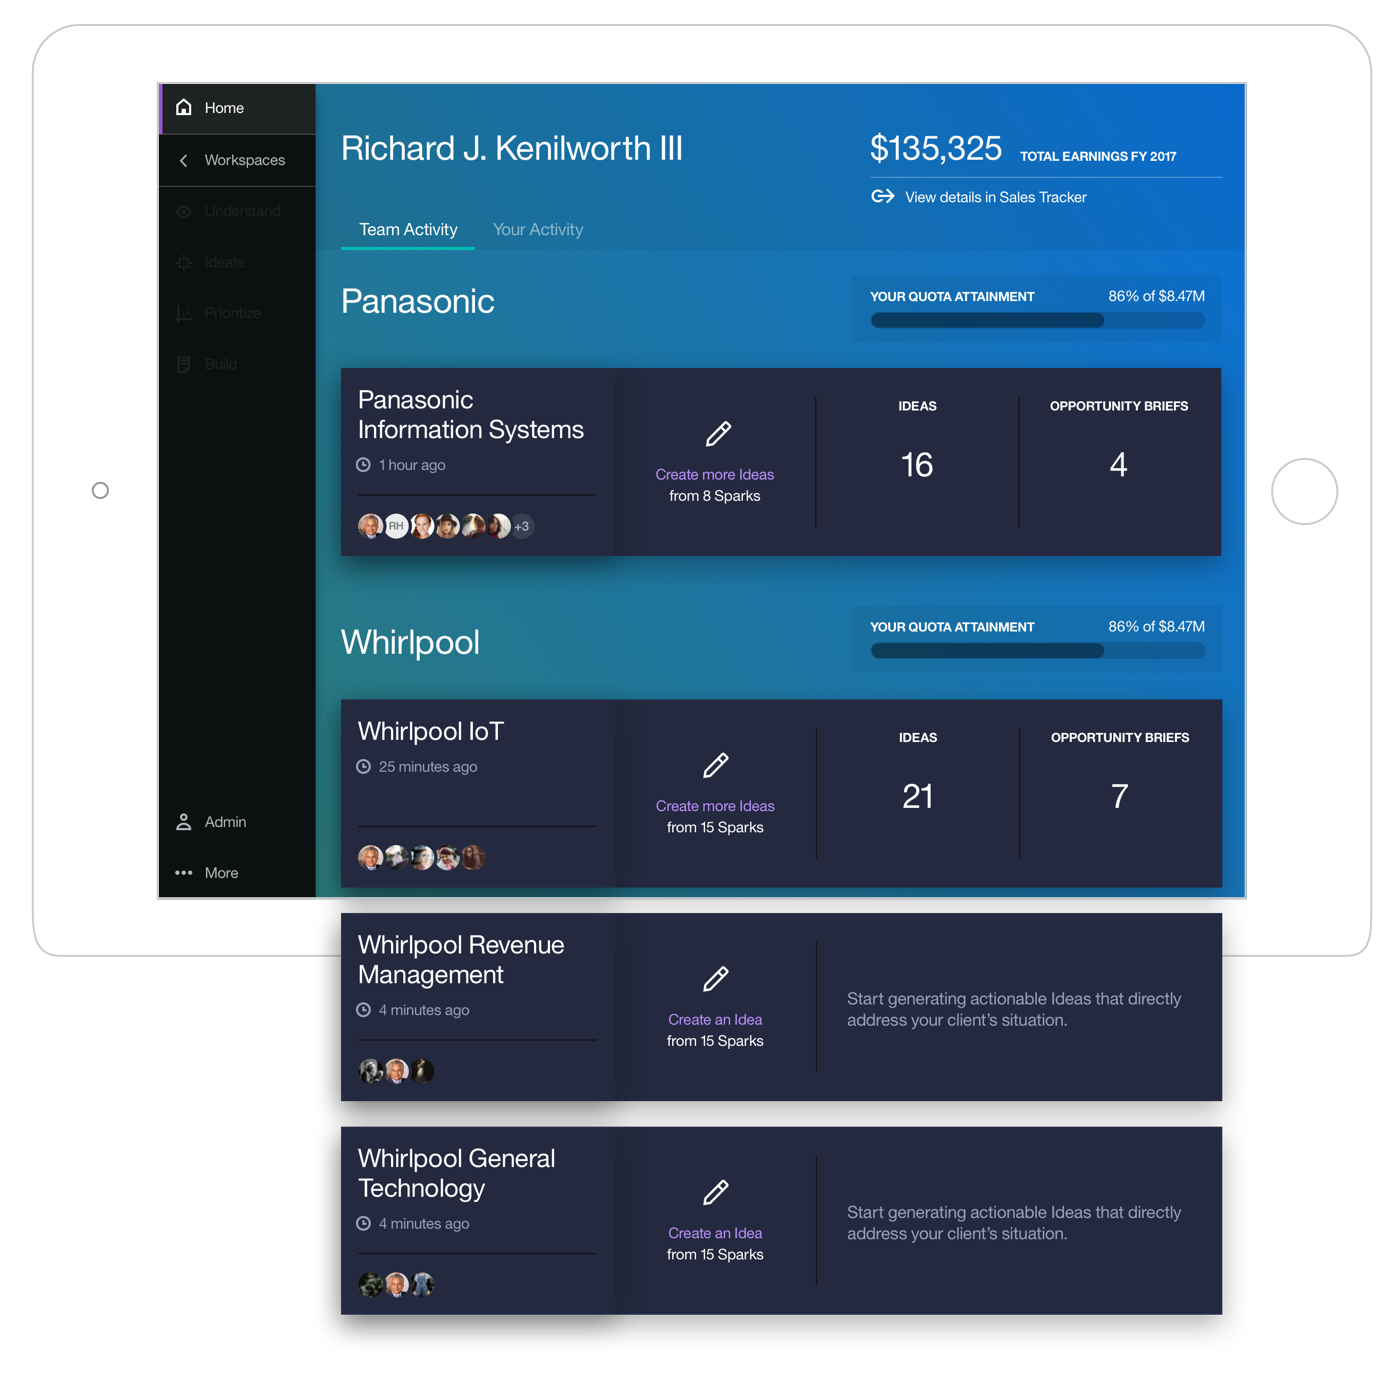 Home
Workspaces
Understand
Ideate
Prioritize
Build
Admin
More
Richard J. Kenilworth III
$135,325 TOTAL EARNINGS FY 2017
View details in Sales Tracker
Team Activity Your Activity
Panasonic
YOUR QUOTA ATTAINMENT 86% of $8.47M
Panasonic
Information Systems
1 hour ago
RH +3
Create more Ideas
from 8 Sparks
IDEAS
16
OPPORTUNITY BRIEFS
4
Whirlpool
YOUR QUOTA ATTAINMENT 86% of $8.47M
Whirlpool IoT
25 minutes ago
Create more Ideas
from 15 Sparks
IDEAS
21
OPPORTUNITY BRIEFS
7
Whirlpool Revenue
Management
4 minutes ago
Create an Idea
from 15 Sparks
Start generating actionable Ideas that directly
address your client's situation.
Whirlpool General
Technology
4 minutes ago
Create an Idea
from 15 Sparks
Start generating actionable Ideas that directly
address your client's situation.